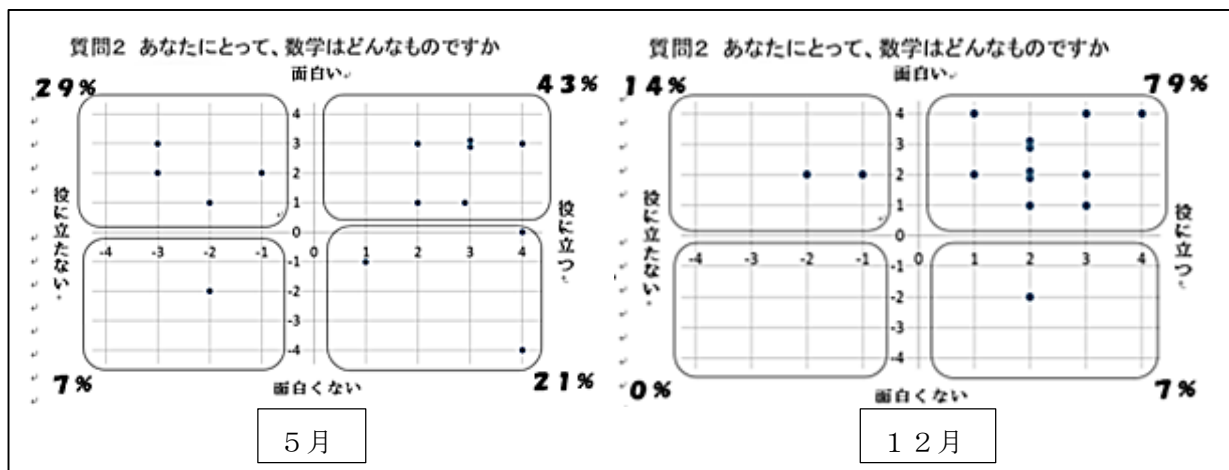 質問2 あなたにとって、数学はどんなものですか
面白い
29%
43%
4
3
2
1
0
-4 -3 -2 -1 0 1 2 3 4
-1
-2
-3
-4
役に立たない
役に立つ
7%
面白くない
21%
5月
質問2 あなたにとって、数学はどんなものですか
面白い
14%
79%
4
3
2
1
0
-4 -3 -2 -1 0 1 2 3 4
-1
-2
-3
-4
役に立たない
役に立つ
0%
面白くない
7%
12月